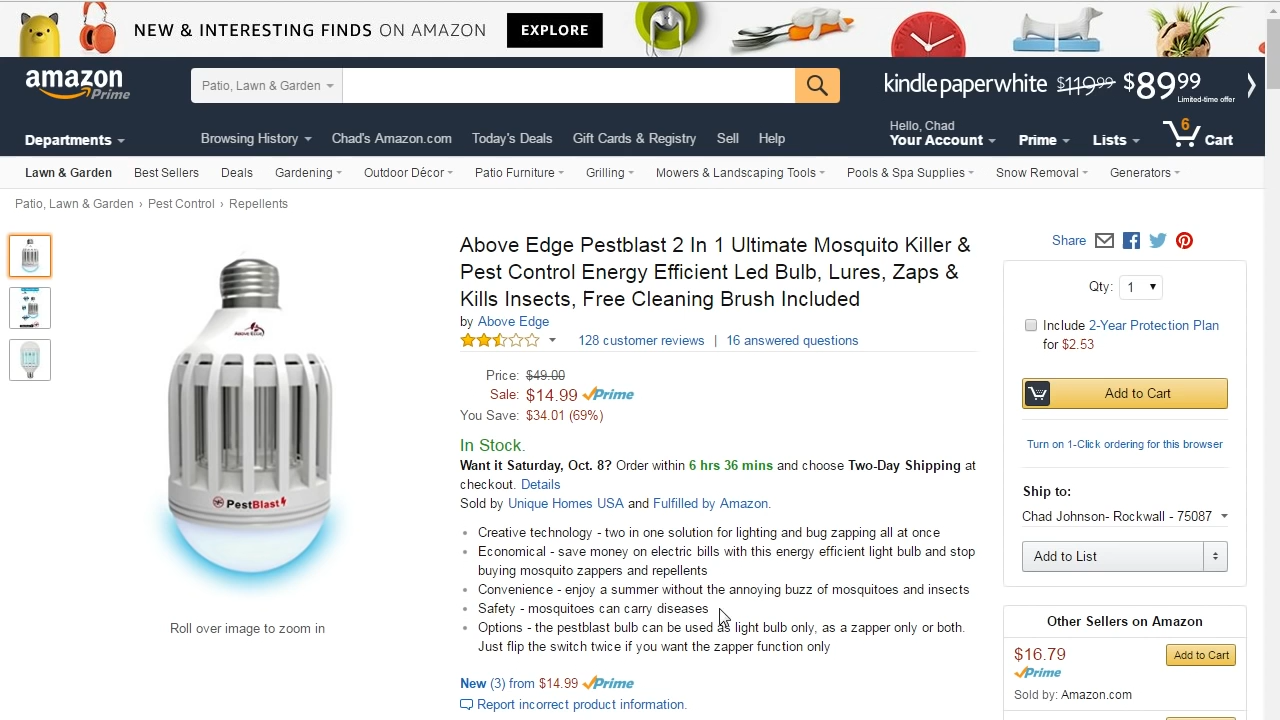 NEW & INTERESTING FINDS ON AMAZON EXPLORE
amazon Prime
Patio, Lawn & Garden
kindle paperwhite $119.99 $89.99
Limited-time offer
Departments
Browsing History
Chad's Amazon.com
Today's Deals
Gift Cards & Registry
Sell
Help
Hello, Chad
Your Account
Prime
Lists
6
Cart
Lawn & Garden
Best Sellers
Deals
Gardening
Outdoor Décor
Patio Furniture
Grilling
Mowers & Landscaping Tools
Pools & Spa Supplies
Snow Removal
Generators
Patio, Lawn & Garden › Pest Control › Repellents
ABOVE EDGE
PestBlast
Roll over image to zoom in
Above Edge Pestblast 2 In 1 Ultimate Mosquito Killer &
Pest Control Energy Efficient Led Bulb, Lures, Zaps &
Kills Insects, Free Cleaning Brush Included
by Above Edge
128 customer reviews | 16 answered questions
Price: $49.00
Sale: $14.99 Prime
You Save: $34.01 (69%)
In Stock.
Want it Saturday, Oct. 8? Order within 6 hrs 36 mins and choose Two-Day Shipping at
checkout. Details
Sold by Unique Homes USA and Fulfilled by Amazon.
Creative technology - two in one solution for lighting and bug zapping all at once
Economical - save money on electric bills with this energy efficient light bulb and stop
buying mosquito zappers and repellents
Convenience - enjoy a summer without the annoying buzz of mosquitoes and insects
Safety - mosquitoes can carry diseases
Options - the pestblast bulb can be used as light bulb only, as a zapper only or both.
Just flip the switch twice if you want the zapper function only
New (3) from $14.99 Prime
Report incorrect product information.
Share
Qty: 1
Include 2-Year Protection Plan
for $2.53
Add to Cart
Turn on 1-Click ordering for this browser
Ship to:
Chad Johnson- Rockwall - 75087
Add to List
Other Sellers on Amazon
$16.79
Add to Cart
Prime
Sold by: Amazon.com